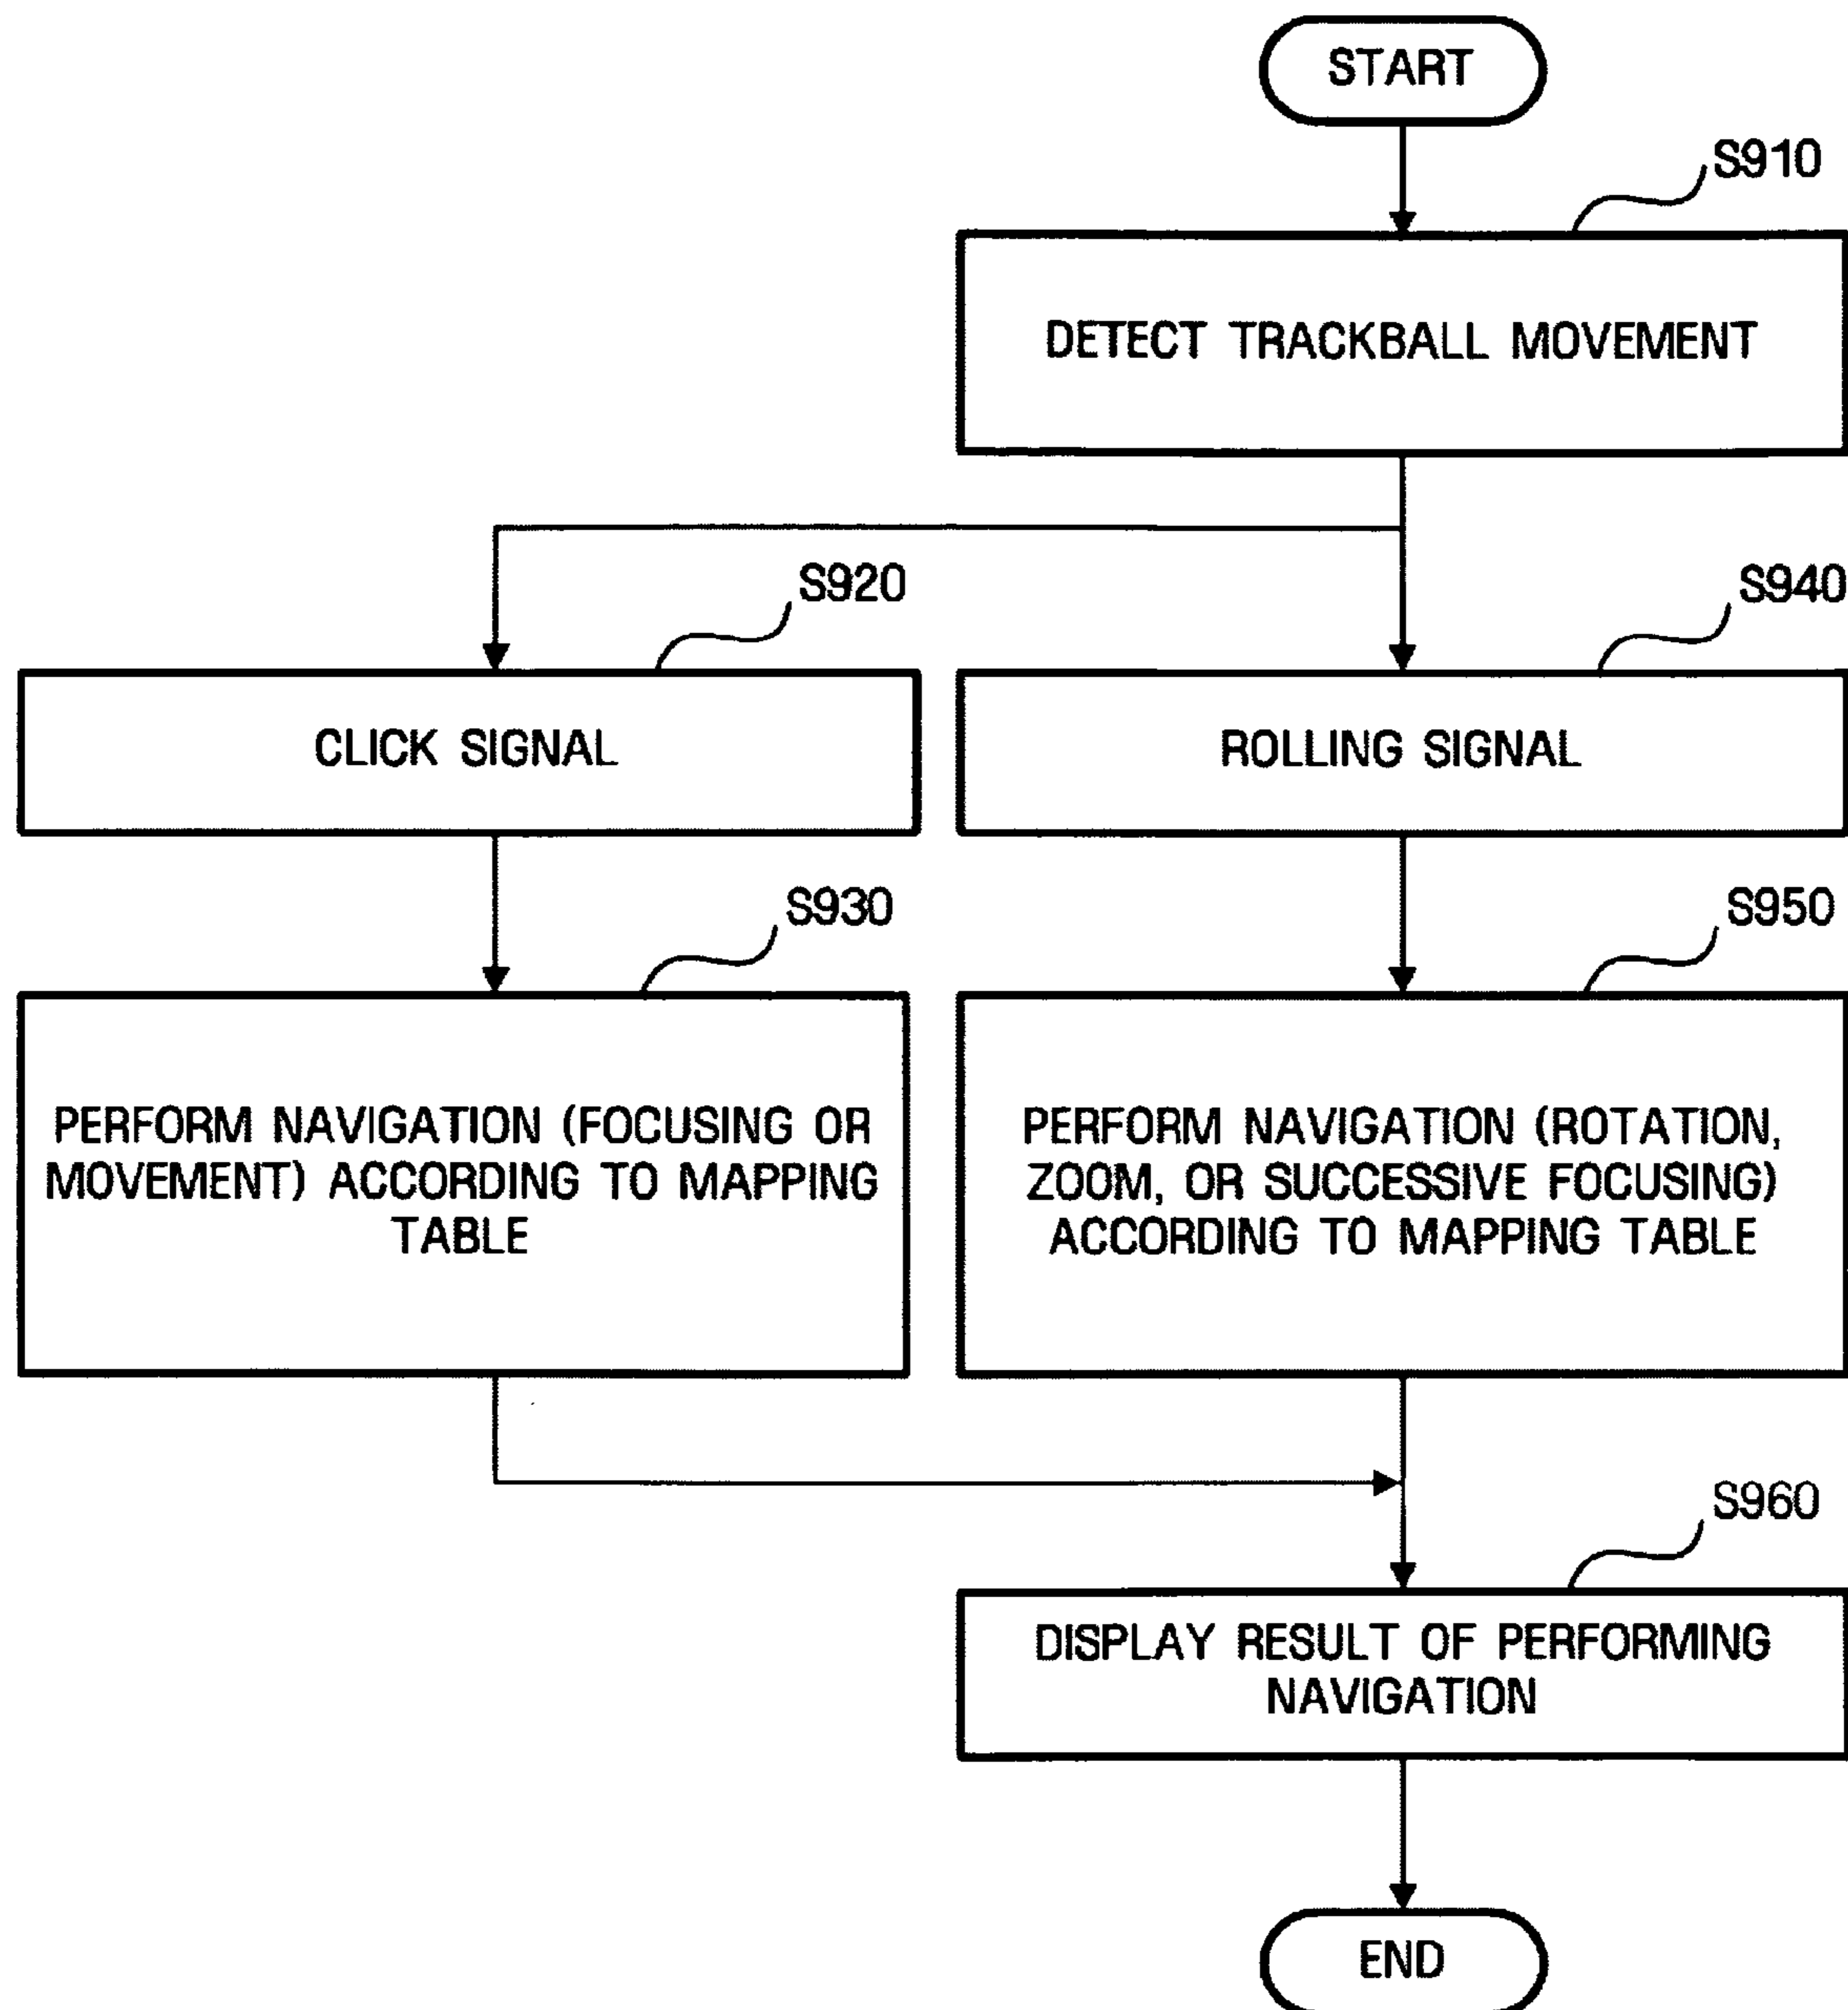 START
S910
DETECT TRACKBALL MOVEMENT
S920
S940
CLICK SIGNAL
ROLLING SIGNAL
S930
S950
PERFORM NAVIGATION (FOCUSING OR
MOVEMENT) ACCORDING TO MAPPING
TABLE
PERFORM NAVIGATION (ROTATION,
ZOOM, OR SUCCESSIVE FOCUSING)
ACCORDING TO MAPPING TABLE
S960
DISPLAY RESULT OF PERFORMING
NAVIGATION
END